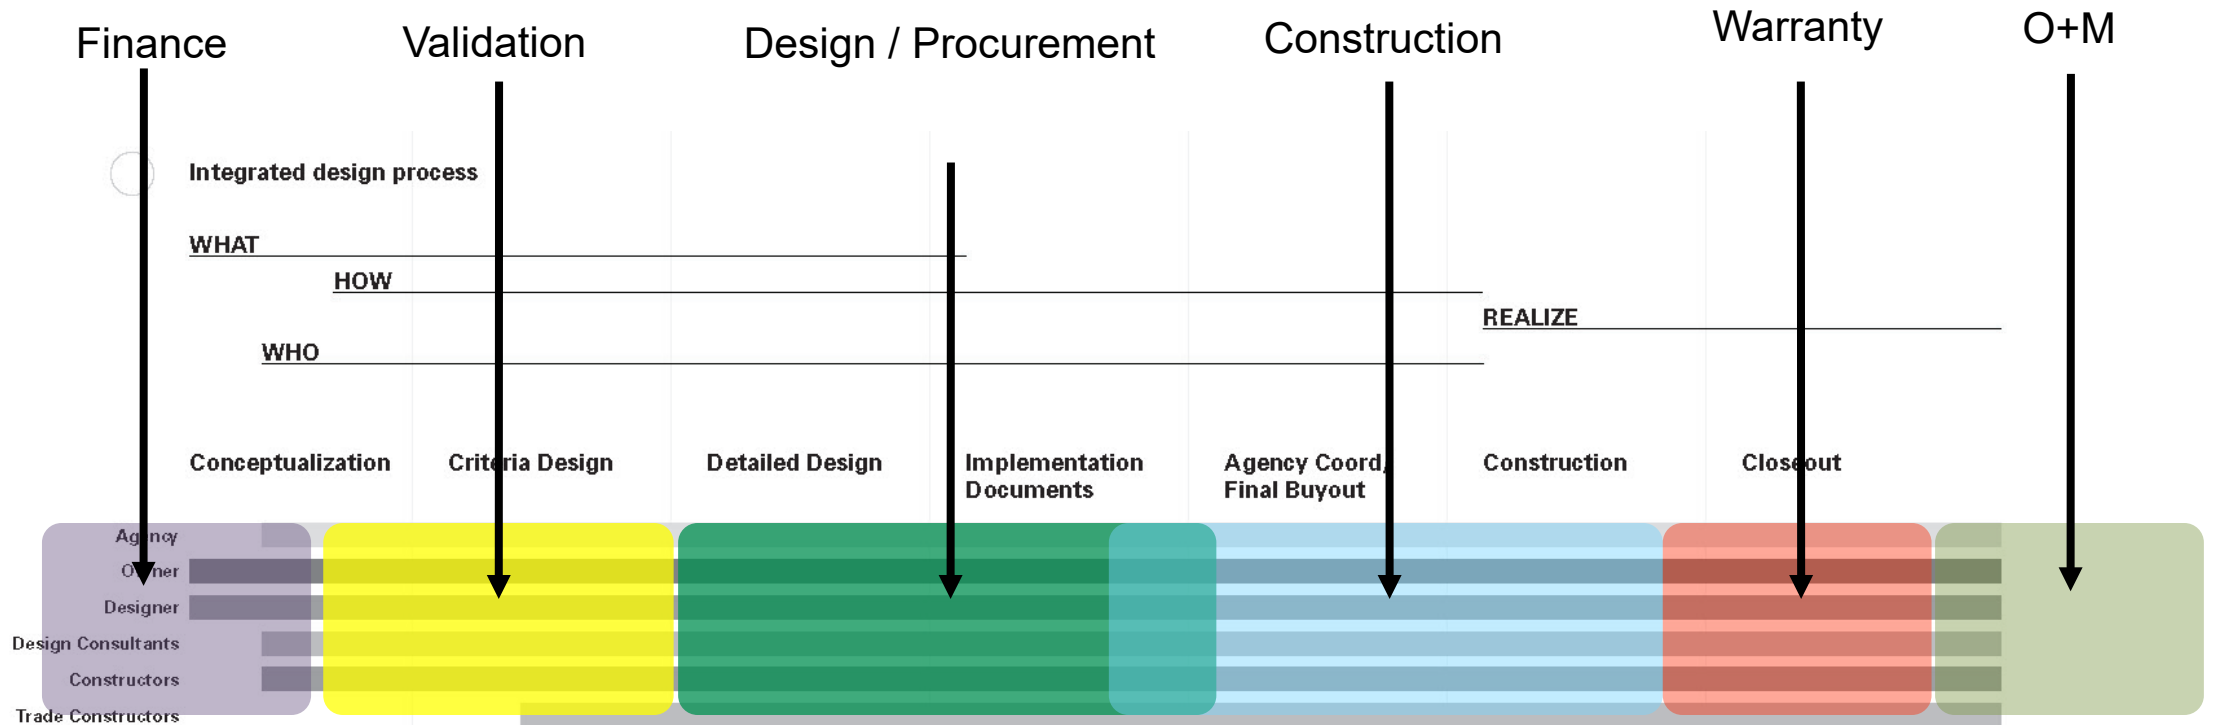 Finance
Validation
Design / Procurement
Construction
Warranty
O+M
Integrated design process
WHAT
HOW
REALIZE
WHO
Conceptualization
Criteria Design
Detailed Design
Implementation
Documents
Agency Coord,
Final Buyout
Construction
Closeout
Agency
Owner
Designer
Design Consultants
Constructors
Trade Constructors